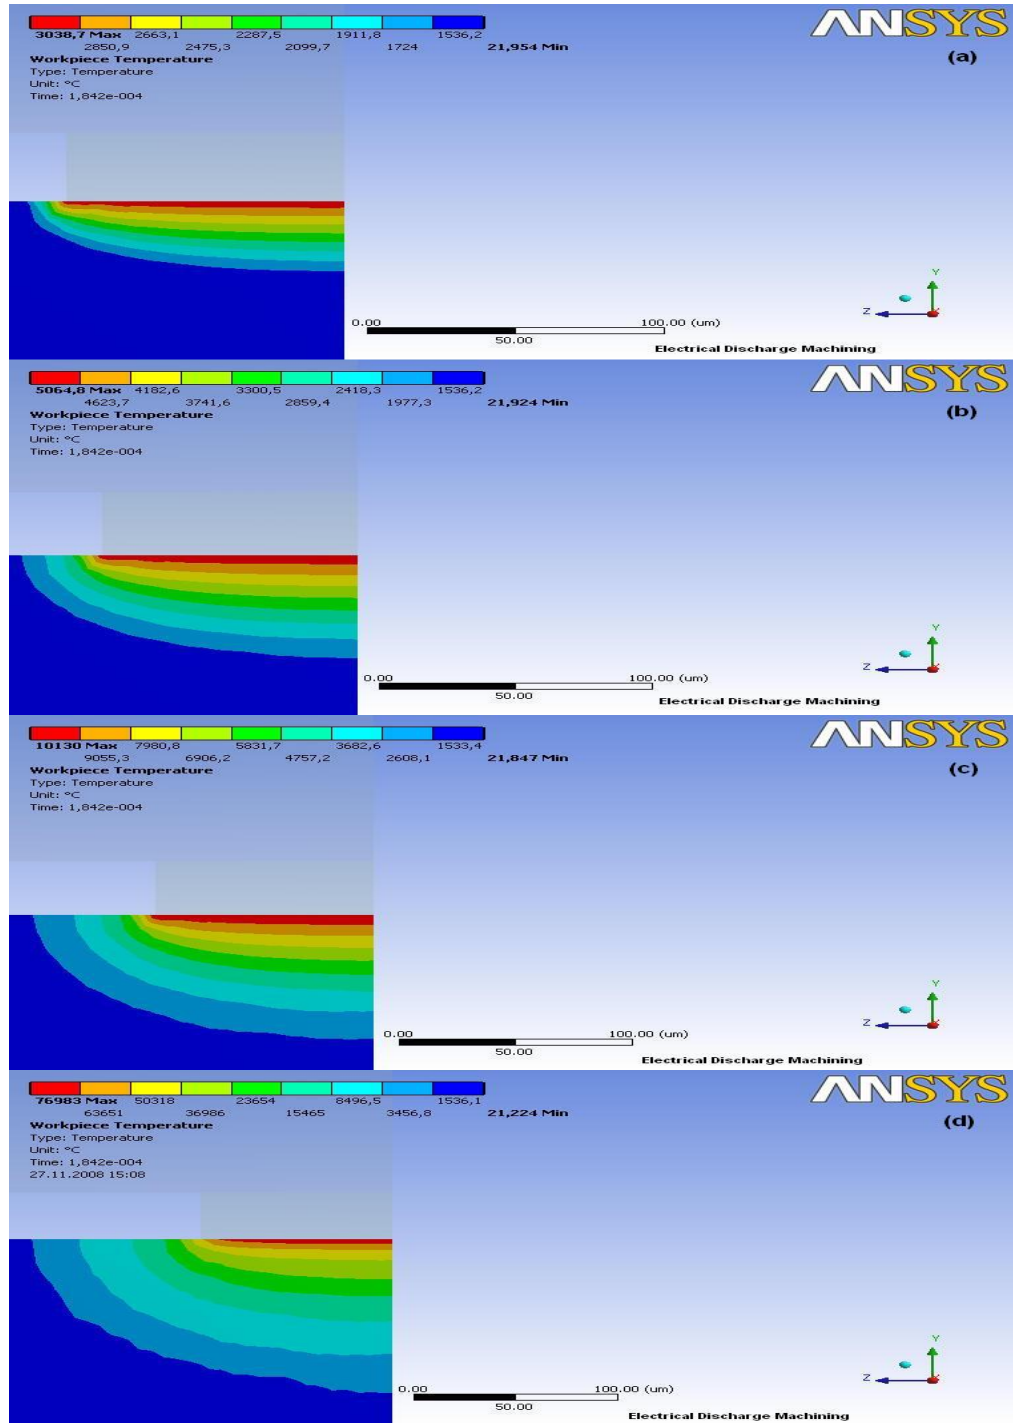 ANSYS
(a)
3038,7 Max 2663,1 2287,5 1911,8 1536,2
2850,9 2475,3 2099,7 1724 21,954 Min
Workpiece Temperature
Type: Temperature
Unit: °C
Time: 1,842e-004
Y
Z
0.00 100.00 (um)
50.00
Electrical Discharge Machining
ANSYS
(b)
5064,8 Max 4182,6 3300,5 2418,3 1536,2
4623,7 3741,6 2859,4 1977,3 21,924 Min
Workpiece Temperature
Type: Temperature
Unit: °C
Time: 1,842e-004
Y
Z
0.00 100.00 (um)
50.00
Electrical Discharge Machining
ANSYS
(c)
10130 Max 7980,8 5831,7 3682,6 1533,4
9055,3 6906,2 4757,2 2608,1 21,847 Min
Workpiece Temperature
Type: Temperature
Unit: °C
Time: 1,842e-004
Y
Z
0.00 100.00 (um)
50.00
Electrical Discharge Machining
ANSYS
(d)
76983 Max 50318 23654 8496,5 1536,1
63651 36986 15465 3456,8 21,224 Min
Workpiece Temperature
Type: Temperature
Unit: °C
Time: 1,842e-004
27.11.2008 15:08
Y
Z
0.00 100.00 (um)
50.00
Electrical Discharge Machining